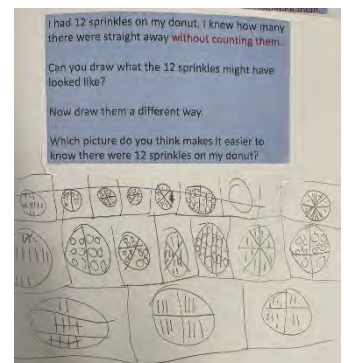 I had 12 sprinkles on my donut. I knew how many
there were straight away without counting them.
Can you draw what the 12 sprinkles might have
looked like?
Now draw them a different way.
Which picture do you think makes it easier to
know there were 12 sprinkles on my donut?